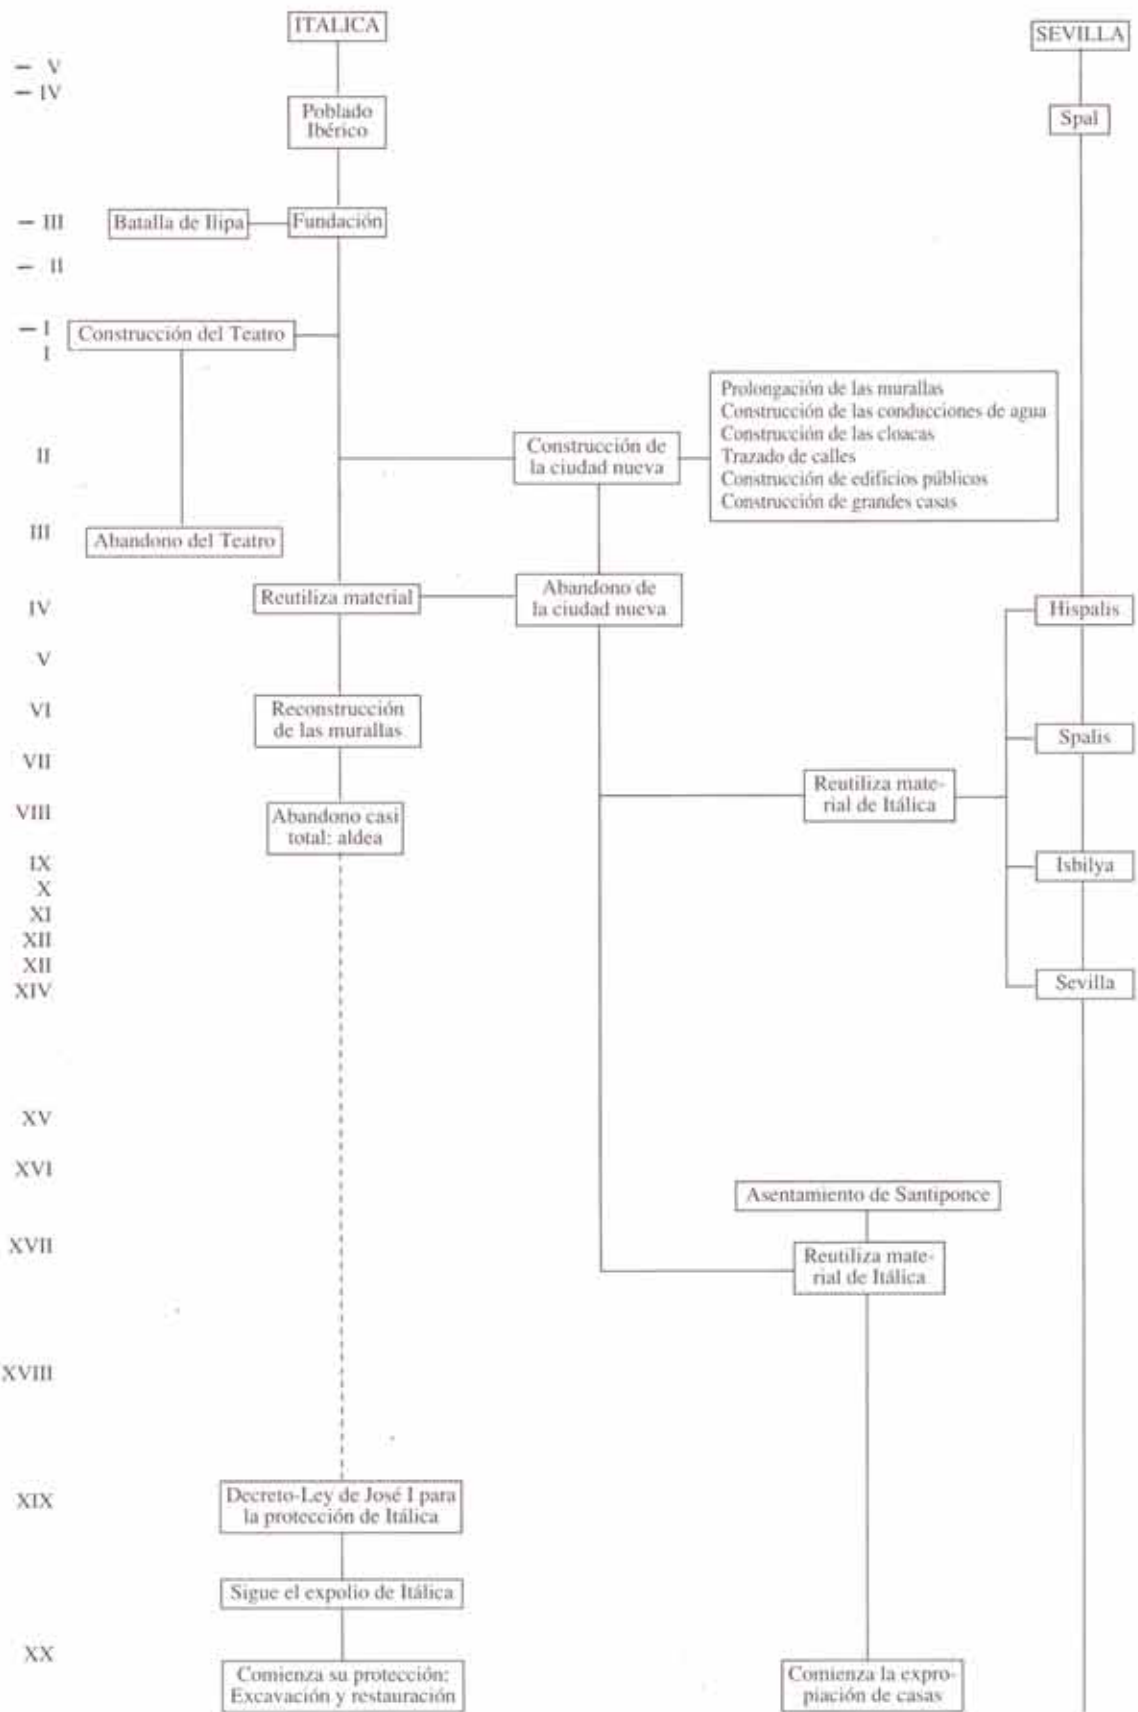 ITALICA
SEVILLA
— V
— IV
Poblado
Ibérico
Spal
— III
Batalla de Ilipa
Fundación
— II
— I
Construcción del Teatro
I
Prolongación de las murallas
Construcción de las conducciones de agua
Construcción de las cloacas
Trazado de calles
Construcción de edificios públicos
Construcción de grandes casas
II
Construcción de
la ciudad nueva
III
Abandono del Teatro
IV
Reutiliza material
Abandono de
la ciudad nueva
Hispalis
V
VI
Reconstrucción
de las murallas
Spalis
VII
VIII
Abandono casi
total: aldea
Reutiliza mate-
rial de Itálica
IX
Isbilya
X
XI
XII
XII
XIV
Sevilla
XV
XVI
Asentamiento de Santiponce
XVII
Reutiliza mate-
rial de Itálica
XVIII
XIX
Decreto-Ley de José I para
la protección de Itálica
Sigue el expolio de Itálica
XX
Comienza su protección:
Excavación y restauración
Comienza la expro-
piación de casas